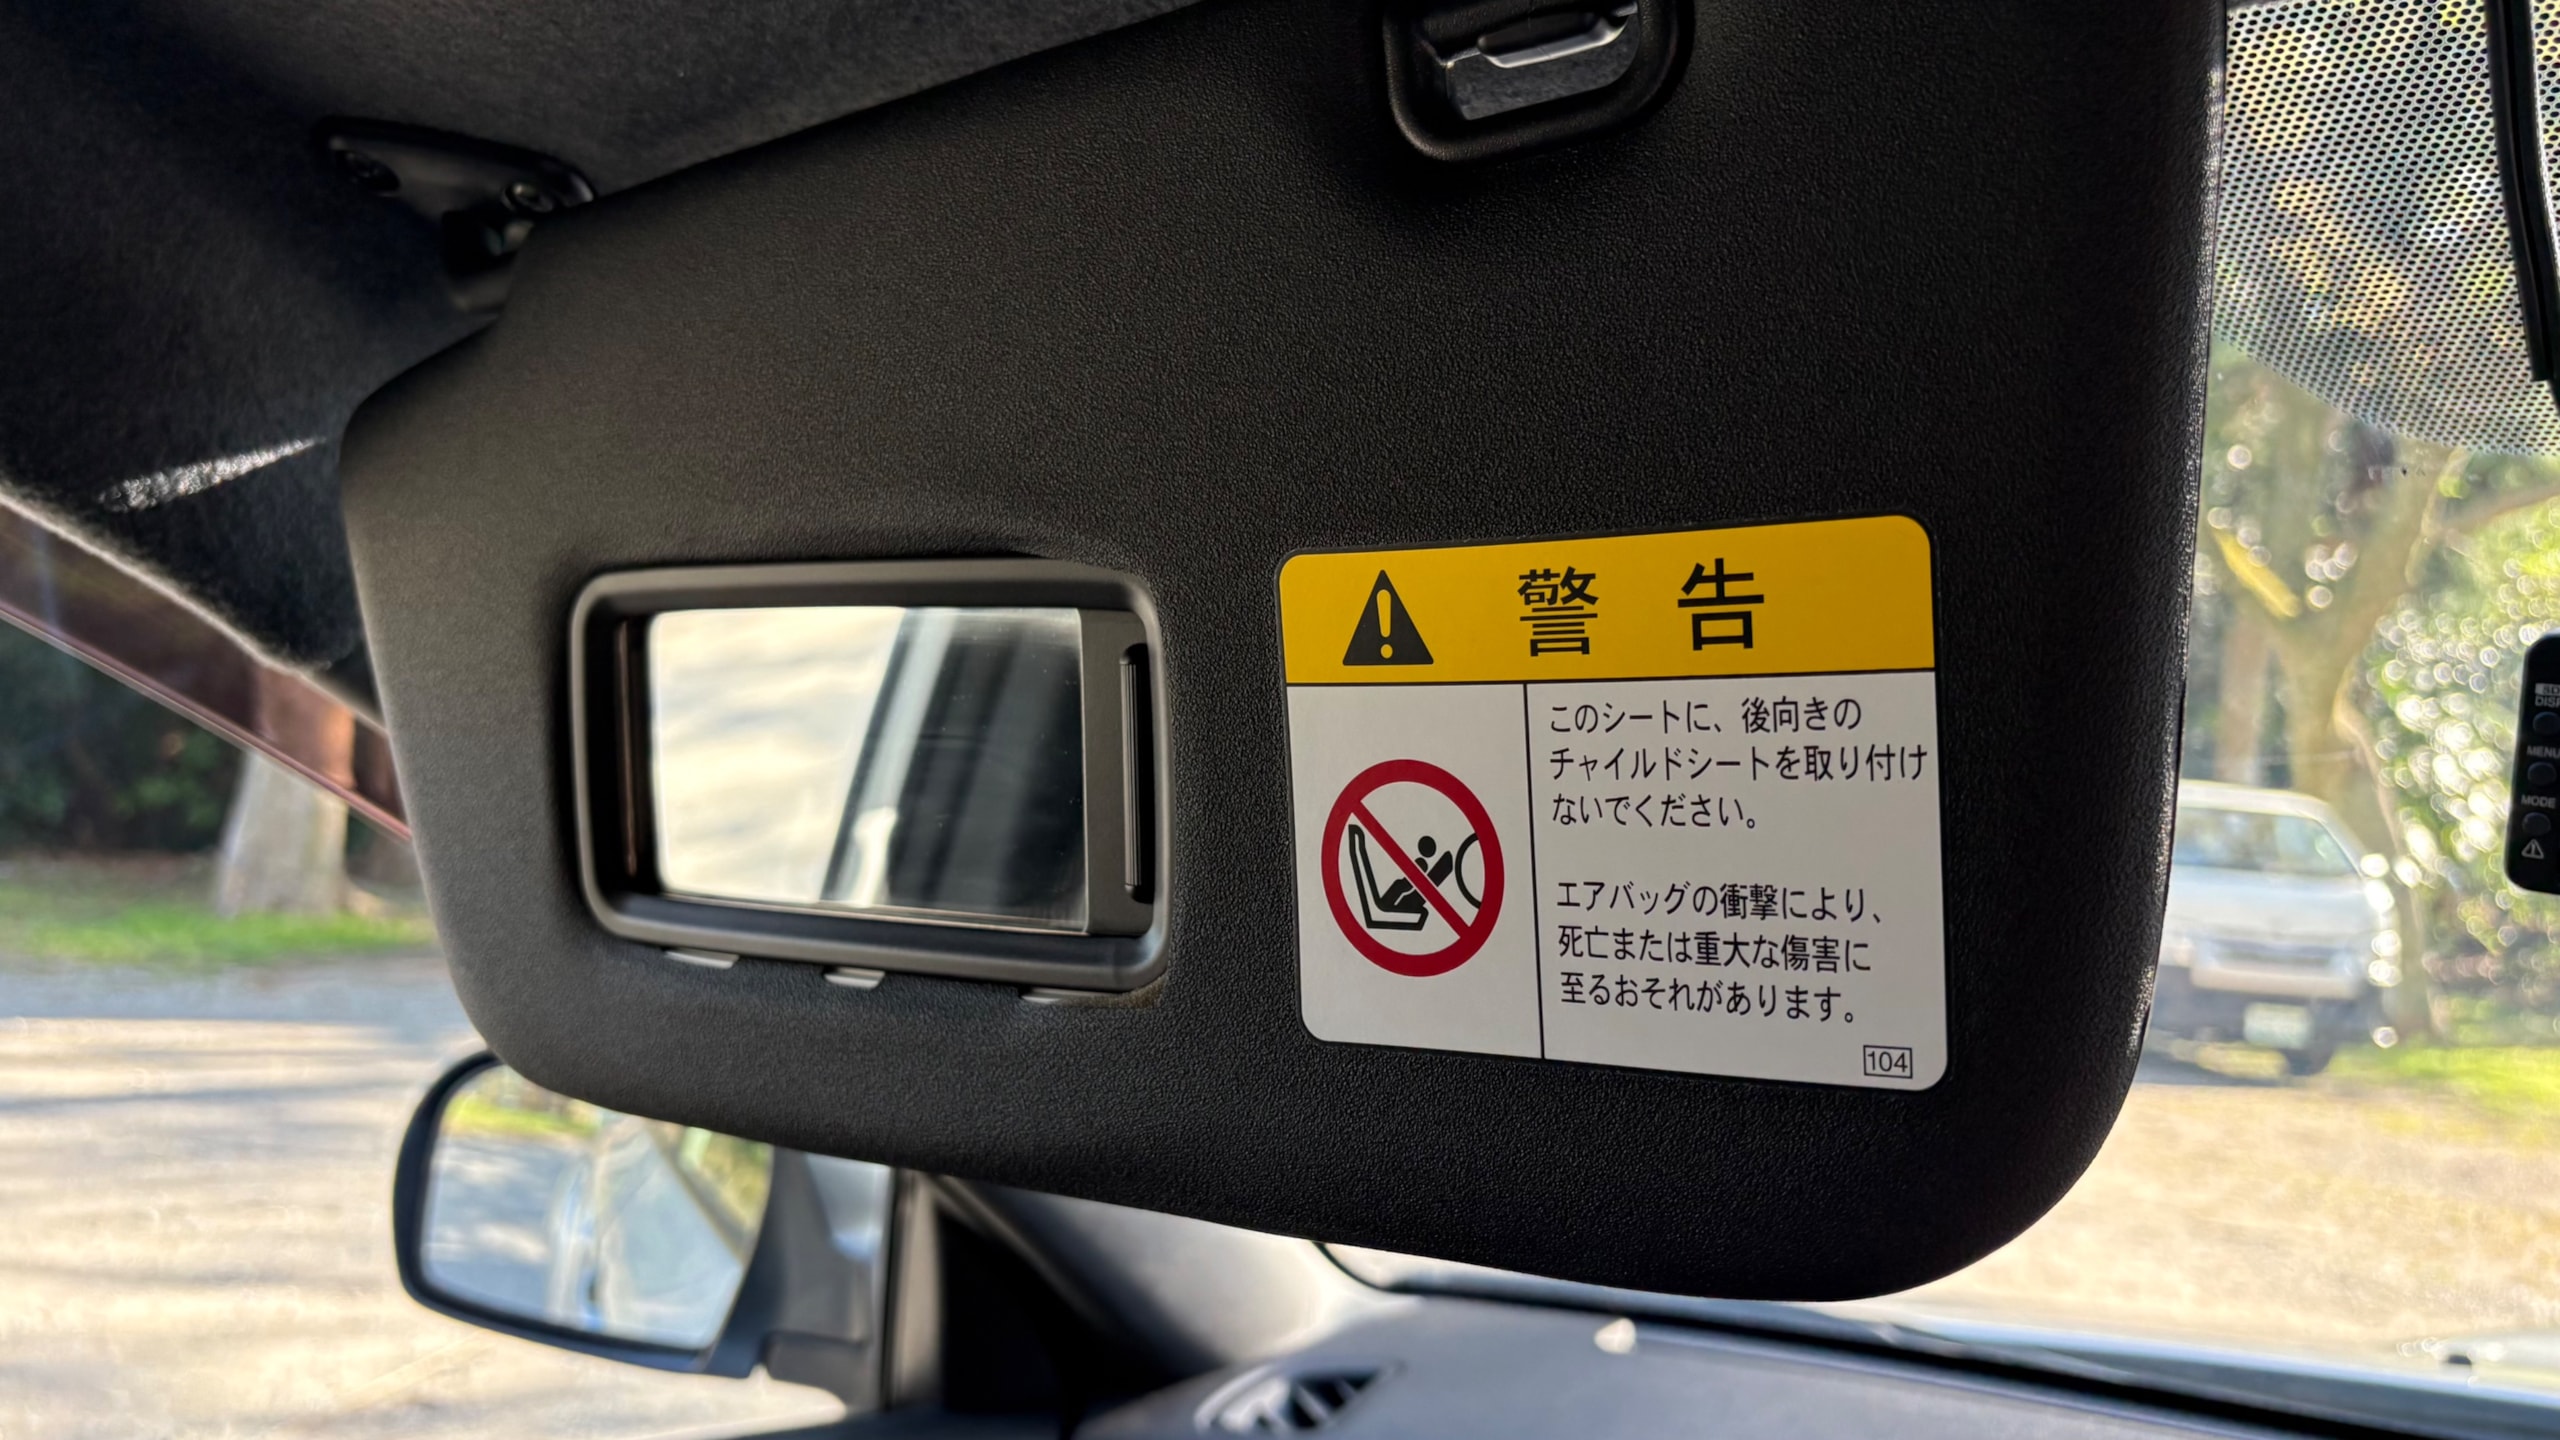 警告
このシートに、後向きの
チャイルドシートを取り付け
ないでください。
エアバッグの衝撃により、
死亡または重大な傷害に
至るおそれがあります。
104
MENU
MODE